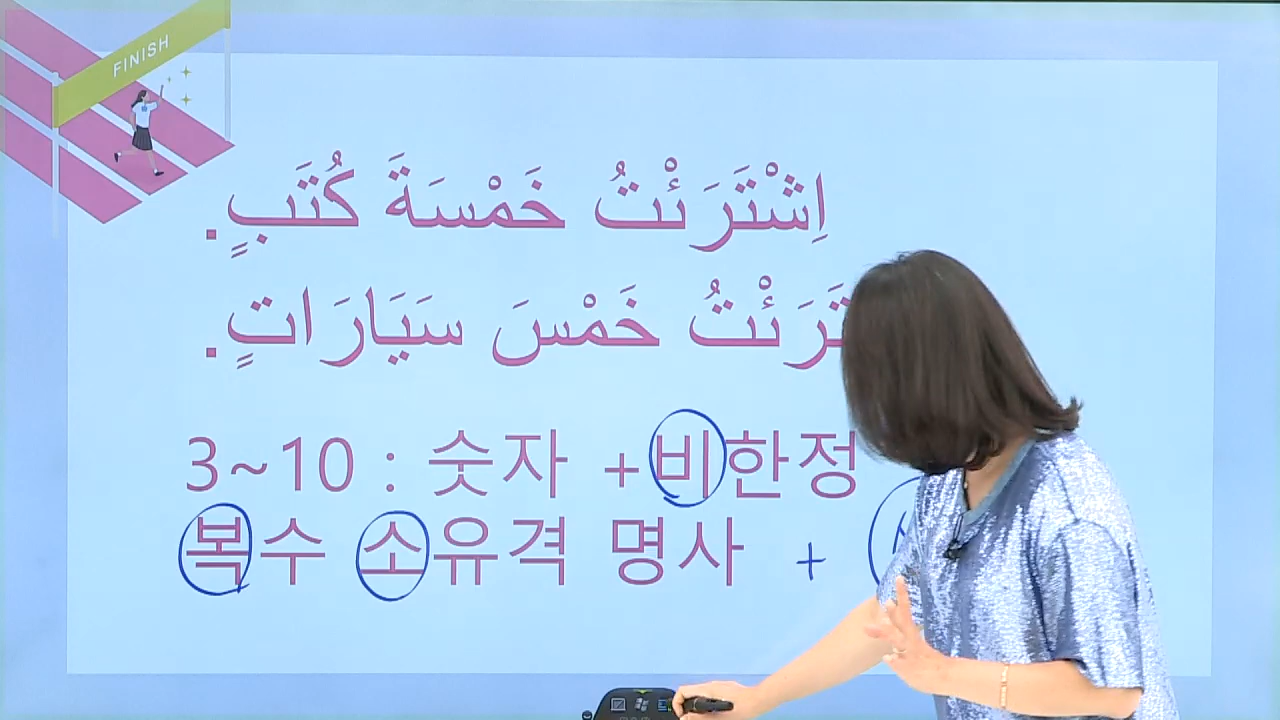 FINISH
اِشْتَرَئْتُ خَمْسَةَ كُتَبٍ.
خَمْسَ سَيَارَاتٍ.
3~10 : 숫자 +비한정
복수 소유격 명사 +